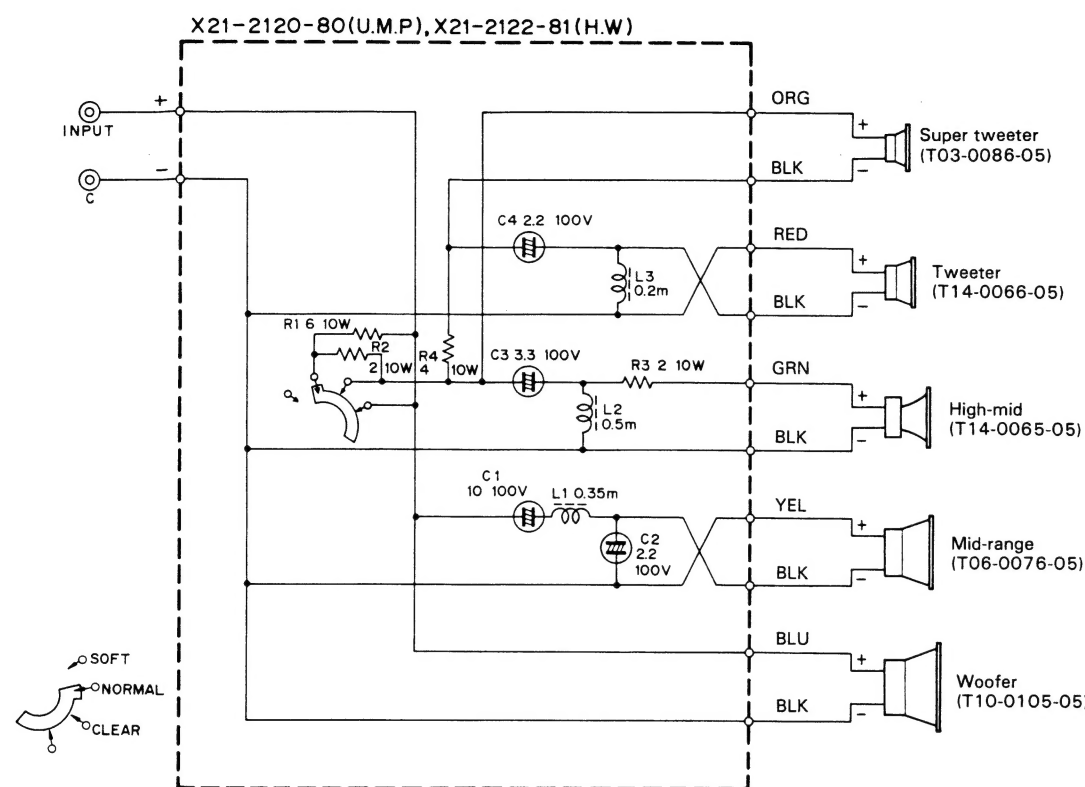 X21-2120-80(U.M.P), X21-2122-81(H.W)
+
INPUT
-
C
ORG
+
-
BLK
Super tweeter
(T03-0086-05)
C4 2.2 100V
L3
0.2m
RED
+
-
BLK
Tweeter
(T14-0066-05)
R1 6 10W
R2
2 10W
R4
4 10W
C3 3.3 100V
R3 2 10W
L2
0.5m
GRN
+
-
BLK
High-mid
(T14-0065-05)
C1
10 100V
L1 0.35m
C2
2.2
100V
YEL
+
-
BLK
Mid-range
(T06-0076-05)
BLU
+
-
BLK
Woofer
(T10-0105-05)
SOFT
NORMAL
CLEAR